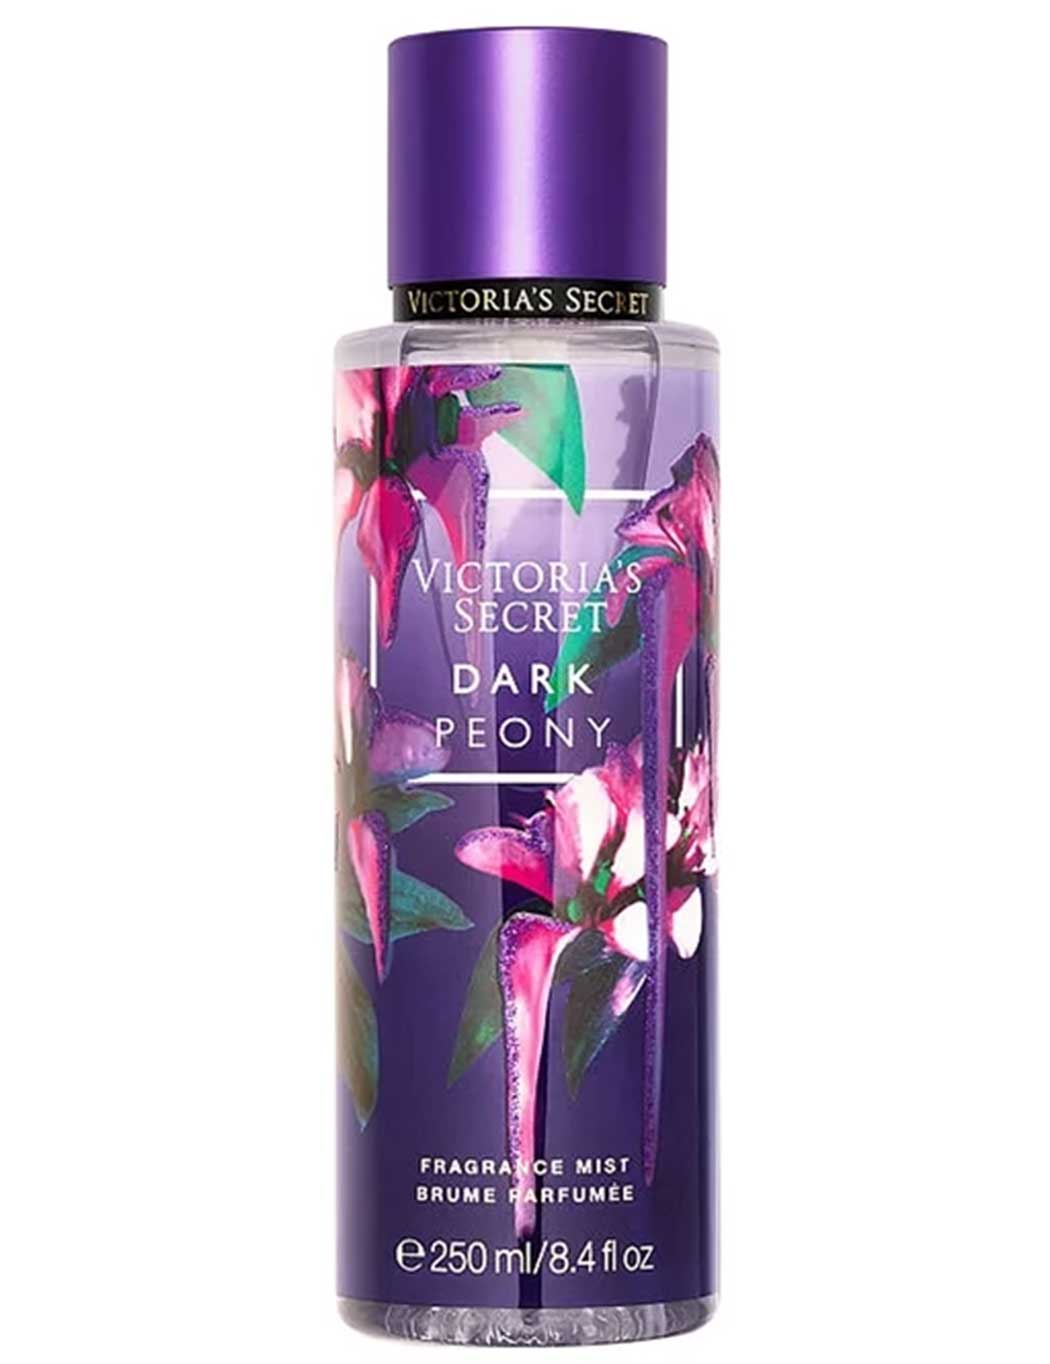 VICTORIA'S SECRET
VICTORIA'S
SECRET
DARK
PEONY
FRAGRANCE MIST
BRUME PARFUMÉE
℮250 ml/8.4 fl oz